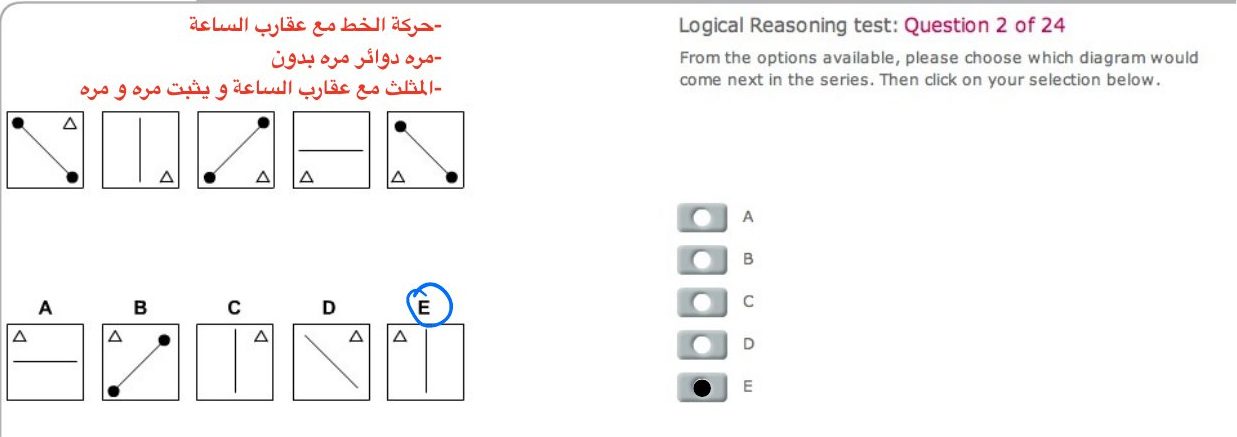 -حركة الخط مع عقارب الساعة
-مره دوائر مره بدون
-المثلث مع عقارب الساعة و يثبت مره و مره
Logical Reasoning test: Question 2 of 24
From the options available, please choose which diagram would
come next in the series. Then click on your selection below.
A
B
C
D
E
A B C D E